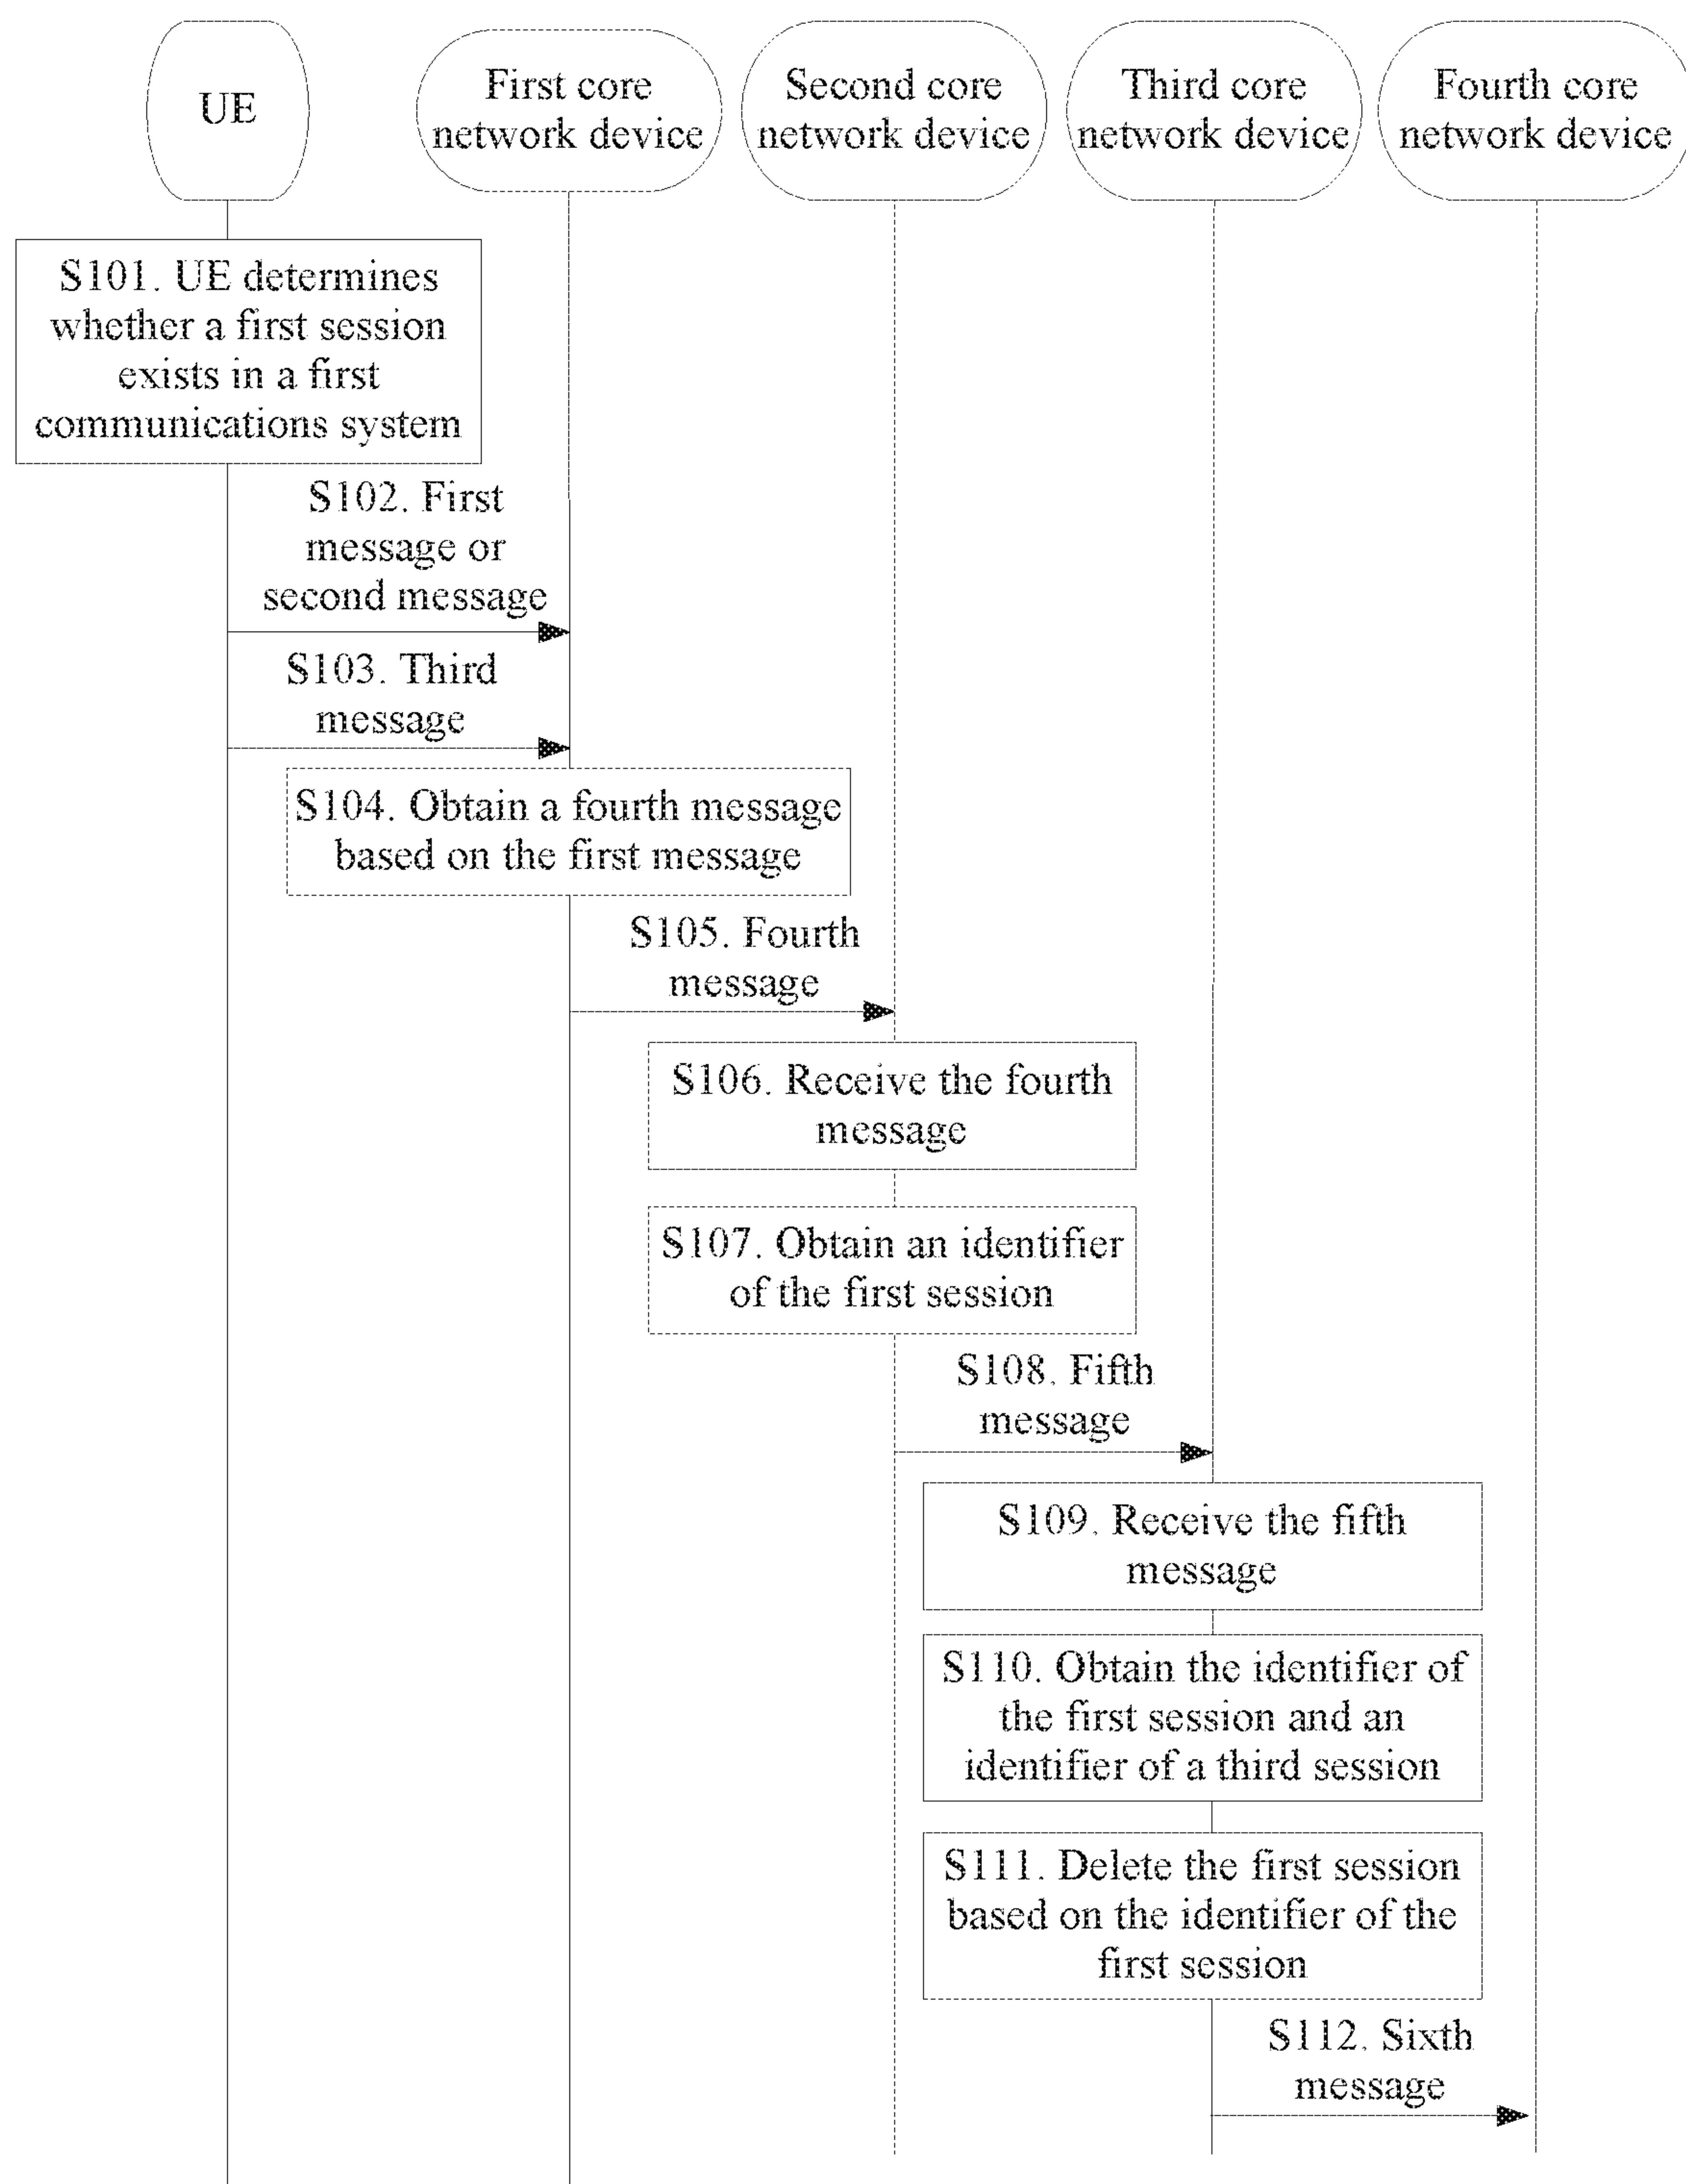 UE
First core
network device
Second core
network device
Third core
network device
Fourth core
network device
S101. UE determines
whether a first session
exists in a first
communications system
S102. First
message or
second message
S103. Third
message
S104. Obtain a fourth message
based on the first message
S105. Fourth
message
S106. Receive the fourth
message
S107. Obtain an identifier
of the first session
S108. Fifth
message
S109. Receive the fifth
message
S110. Obtain the identifier of
the first session and an
identifier of a third session
S111. Delete the first session
based on the identifier of the
first session
S112. Sixth
message